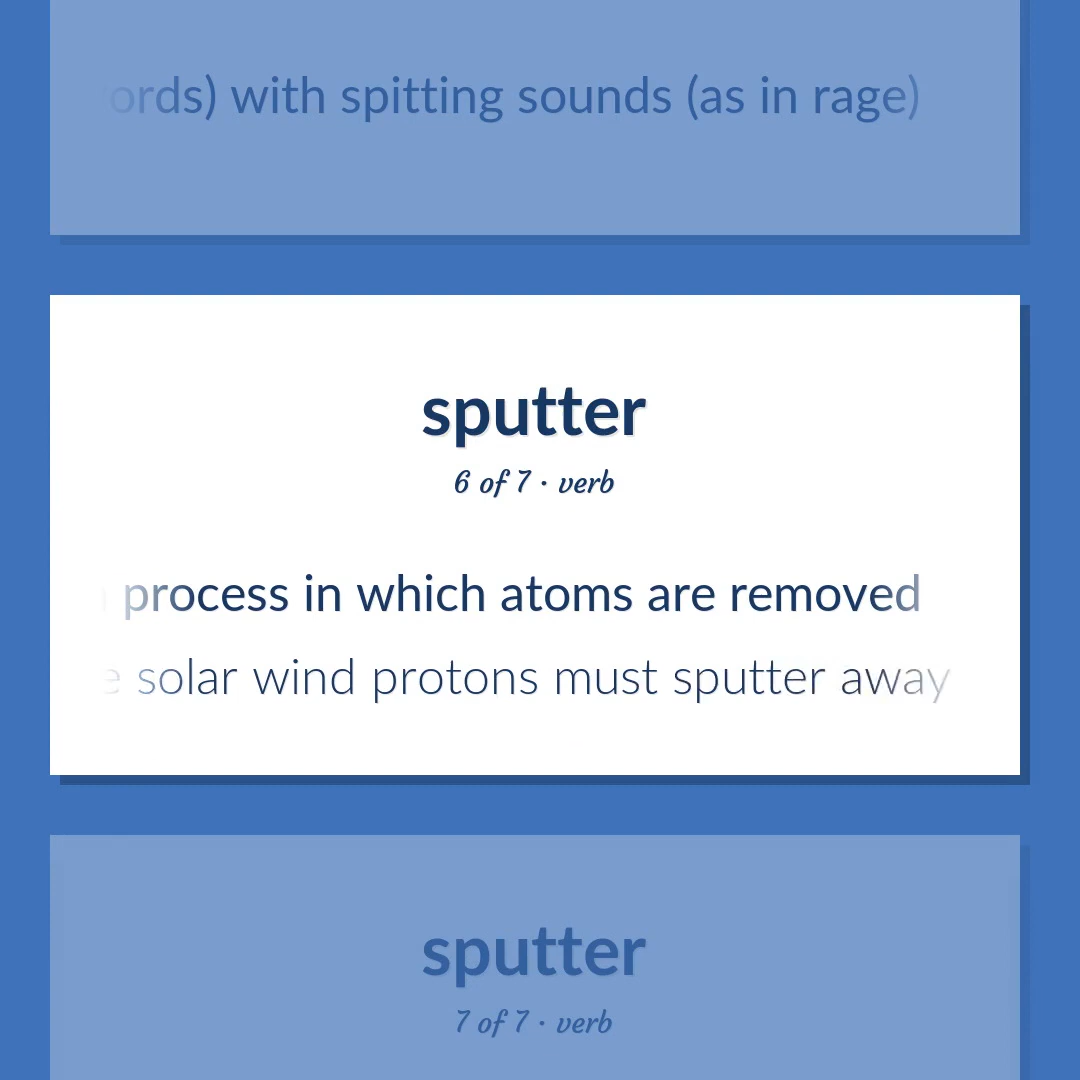 ords) with spitting sounds (as in rage)
sputter
6 of 7 · verb
process in which atoms are removed
e solar wind protons must sputter away
sputter
7 of 7 · verb